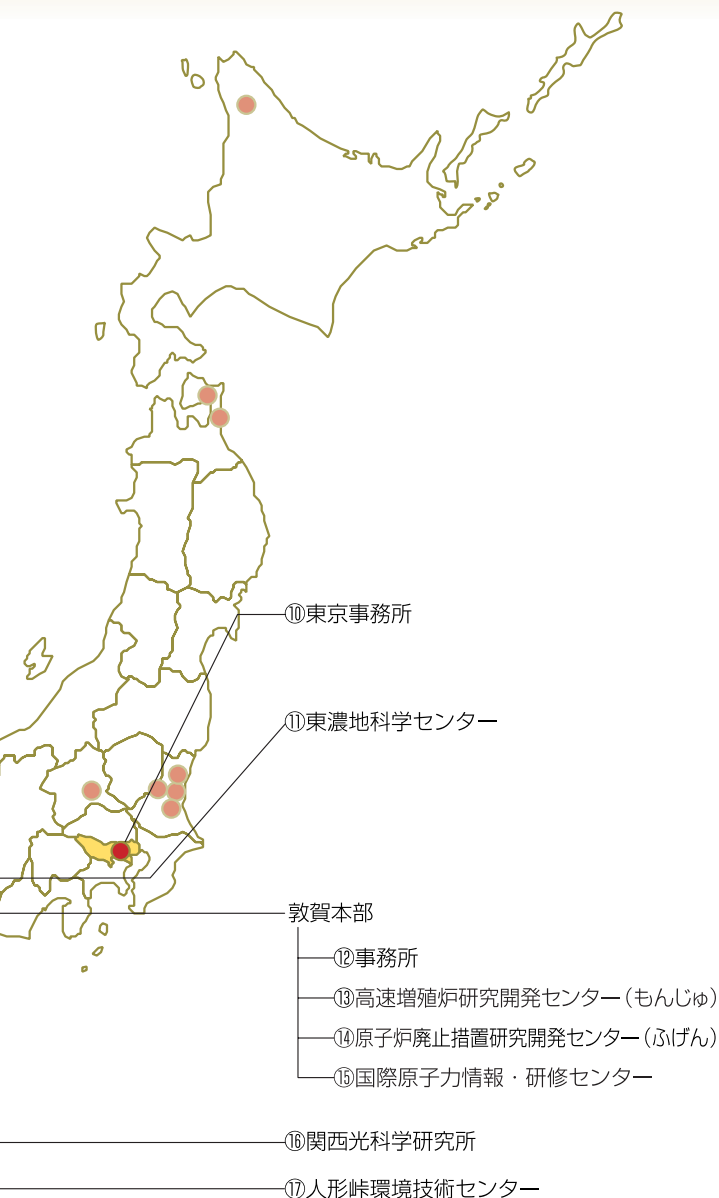 ⑩東京事務所
⑪東濃地科学センター
敦賀本部
⑫事務所
⑬高速増殖炉研究開発センター(もんじゅ)
⑭原子炉廃止措置研究開発センター(ふげん)
⑮国際原子力情報・研修センター
⑯関西光科学研究所
⑰人形峠環境技術センター